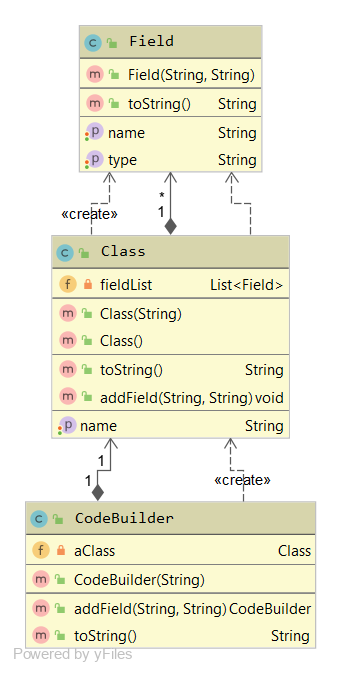 C Field
m Field(String, String)
m toString() String
p name String
p type String
«create»
*
1
C Class
f fieldList List<Field>
m Class(String)
m Class()
m toString() String
m addField(String, String) void
p name String
1
1
«create»
C CodeBuilder
f aClass Class
m CodeBuilder(String)
m addField(String, String) CodeBuilder
m toString() String
Powered by yFiles